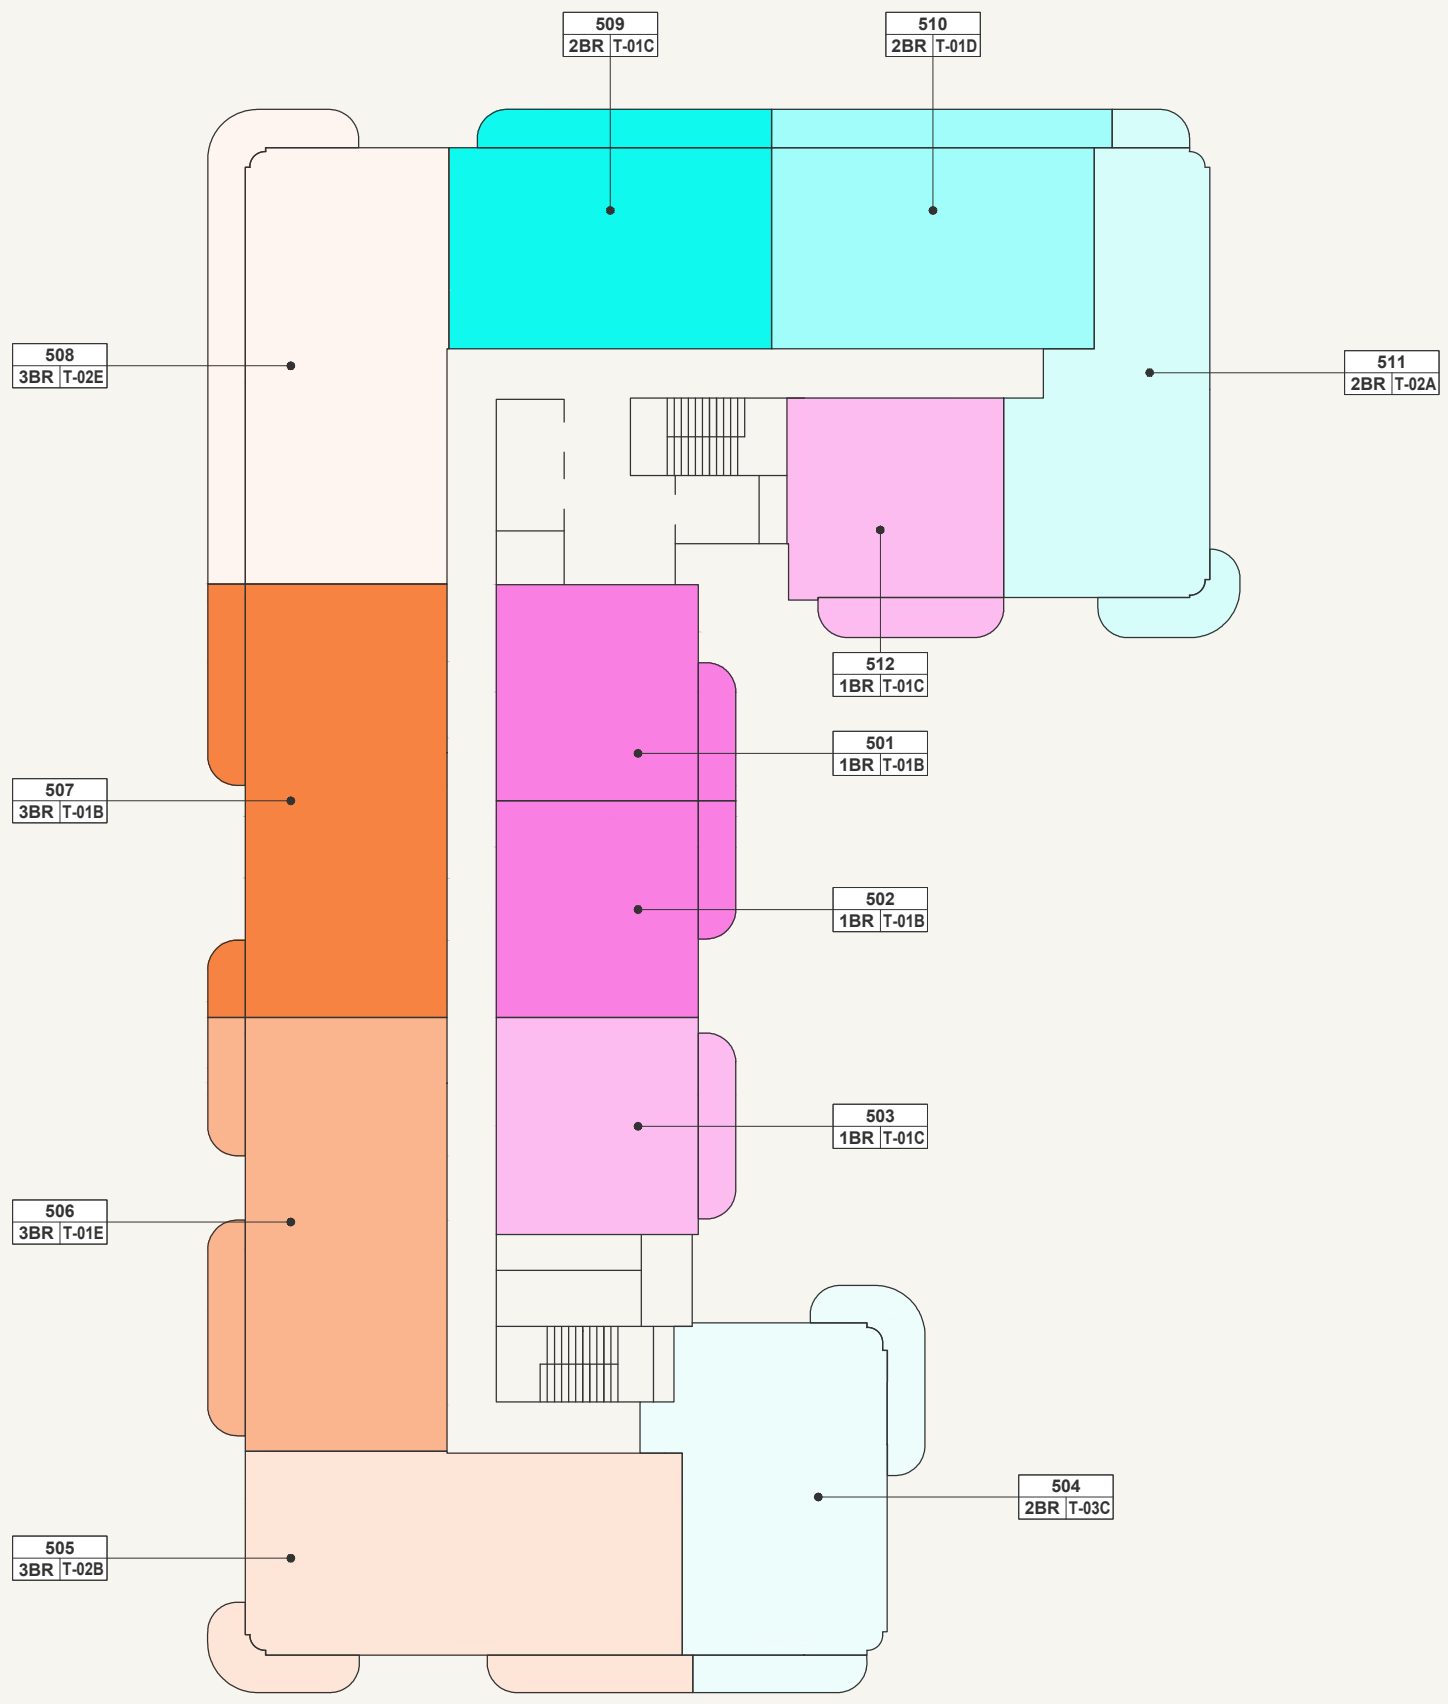 509
2BR T-01C
510
2BR T-01D
508
3BR T-02E
511
2BR T-02A
512
1BR T-01C
501
1BR T-01B
507
3BR T-01B
502
1BR T-01B
503
1BR T-01C
506
3BR T-01E
504
2BR T-03C
505
3BR T-02B